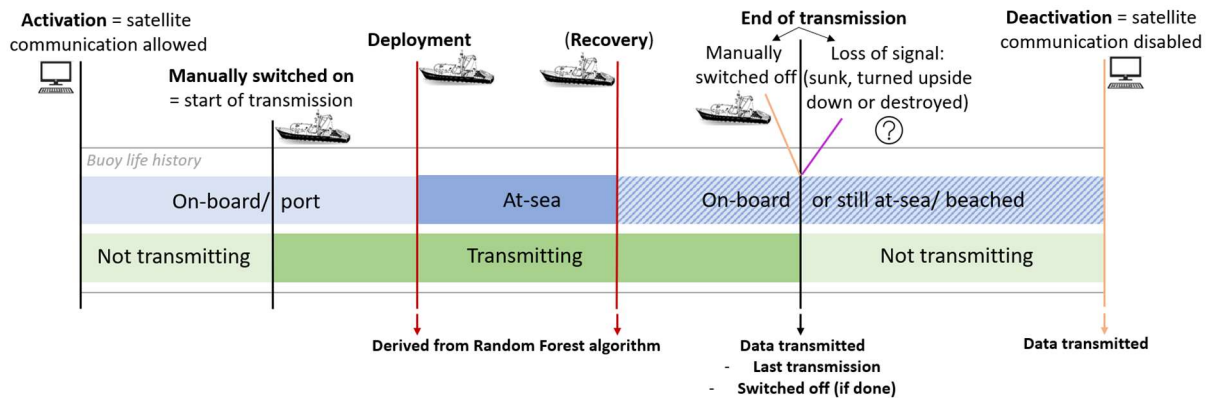 Activation = satellite
communication allowed
Manually switched on
= start of transmission
Deployment
(Recovery)
End of transmission
Manually
switched off
Loss of signal:
(sunk, turned upside
down or destroyed)
?
Deactivation = satellite
communication disabled
Buoy life history
On-board/ port
At-sea
On-board or still at-sea/ beached
Not transmitting
Transmitting
Not transmitting
Derived from Random Forest algorithm
Data transmitted
- Last transmission
- Switched off (if done)
Data transmitted